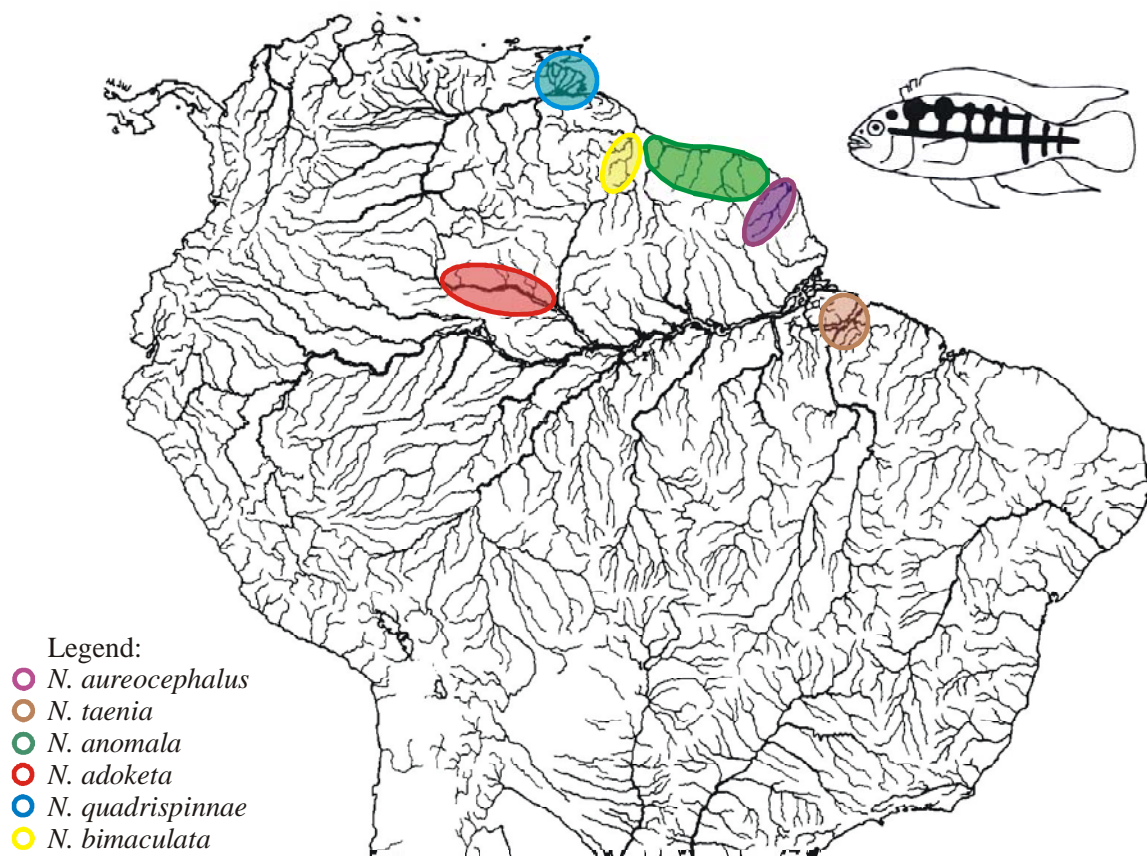 Legend:
N. aureocephalus
N. taenia
N. anomala
N. adoketa
N. quadrispinnae
N. bimaculata